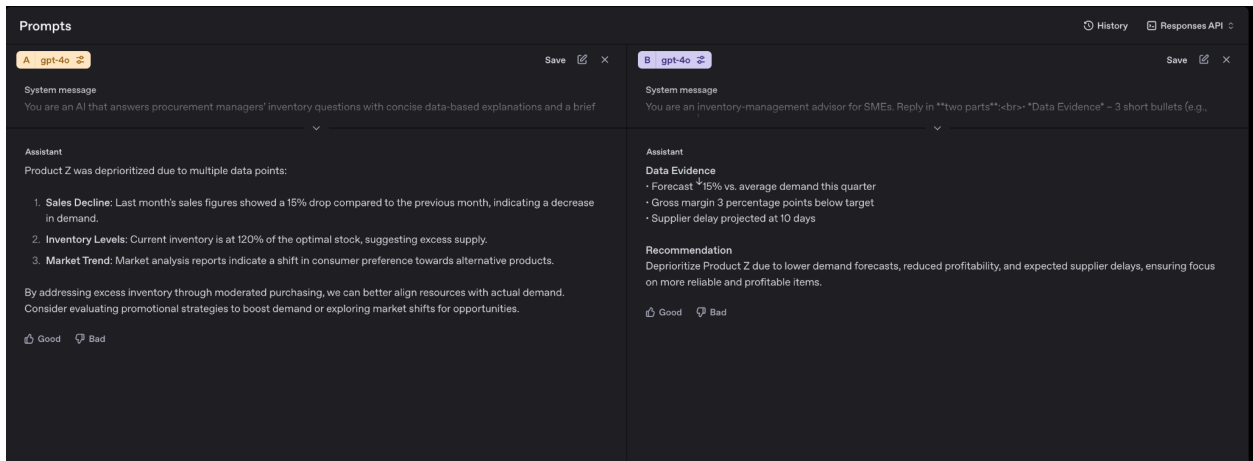 Prompts
History
Responses API
A gpt-4o
Save
System message
You are an AI that answers procurement managers' inventory questions with concise data-based explanations and a brief
Assistant
Product Z was deprioritized due to multiple data points:
1. Sales Decline: Last month's sales figures showed a 15% drop compared to the previous month, indicating a decrease
in demand.
2. Inventory Levels: Current inventory is at 120% of the optimal stock, suggesting excess supply.
3. Market Trend: Market analysis reports indicate a shift in consumer preference towards alternative products.
By addressing excess inventory through moderated purchasing, we can better align resources with actual demand.
Consider evaluating promotional strategies to boost demand or exploring market shifts for opportunities.
Good Bad
B gpt-4o
Save
System message
You are an inventory-management advisor for SMEs. Reply in **two parts**:<br>• *Data Evidence* – 3 short bullets (e.g.,
Assistant
Data Evidence
• Forecast ↓15% vs. average demand this quarter
• Gross margin 3 percentage points below target
• Supplier delay projected at 10 days
Recommendation
Deprioritize Product Z due to lower demand forecasts, reduced profitability, and expected supplier delays, ensuring focus
on more reliable and profitable items.
Good Bad